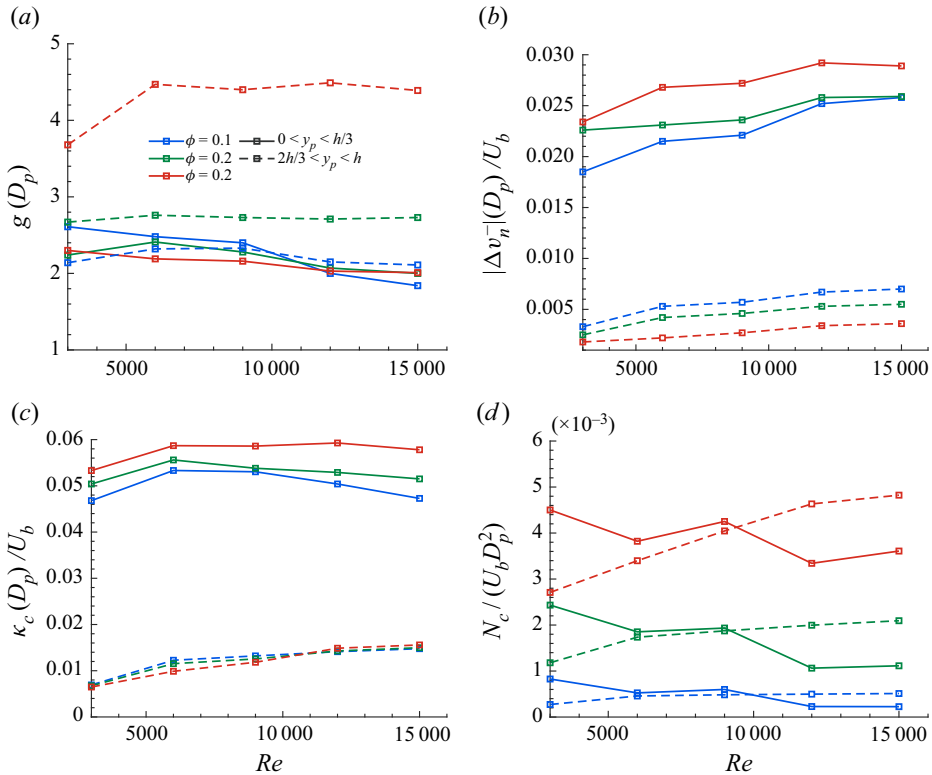 (a)
5
4
3
2
1
g (D_p)
ϕ = 0.1 0 < y_p < h/3
ϕ = 0.2 2h/3 < y_p < h
ϕ = 0.2
5000 10 000 15 000
(b)
0.030
0.025
0.020
0.015
0.010
0.005
|Δv_n^−|(D_p) /U_b
5000 10 000 15 000
(c)
0.06
0.05
0.04
0.03
0.02
0.01
0
κ_c (D_p) /U_b
5000 10 000 15 000
Re
(d)
(×10^−3)
6
5
4
3
2
1
0
N_c / (U_b D_p^2)
5000 10 000 15 000
Re